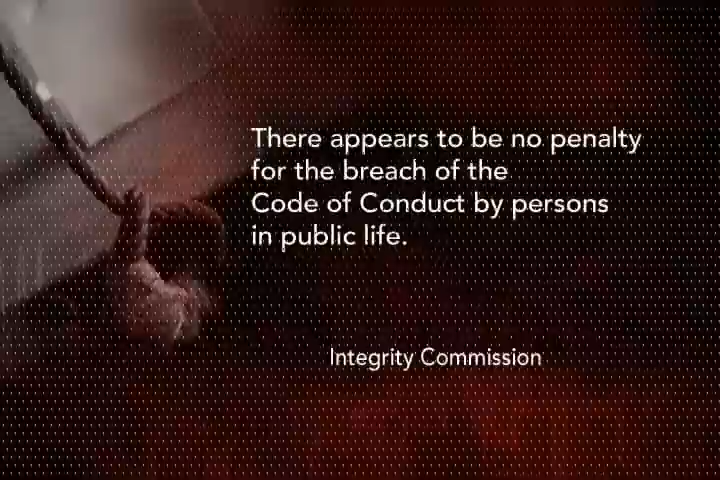 There appears to be no penalty
for the breach of the
Code of Conduct by persons
in public life.
Integrity Commission